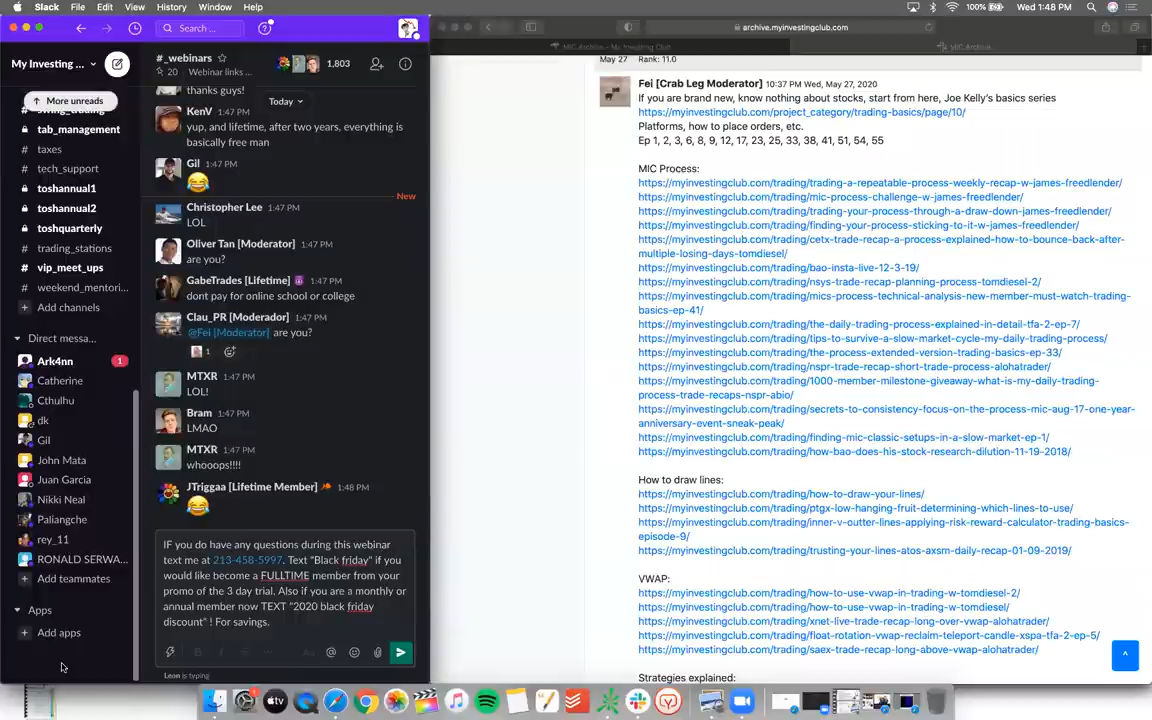 Slack File Edit View History Window Help
100% Wed 1:48 PM
Search ...
My Investing ...
More unreads
swing_trading
tab_management
taxes
tech_support
toshannual1
toshannual2
toshquarterly
trading_stations
vip_meet_ups
weekend_mentori...
Add channels
Direct messa...
Ark4nn 1
Catherine
Cthulhu
dk
Gil
John Mata
Juan Garcia
Nikki Neal
Paliangche
rey_11
RONALD SERWA...
Add teammates
Apps
Add apps
#_webinars
20 Webinar links ...
1,803
thanks guys!
Today
KenV 1:47 PM
yup, and lifetime, after two years, everything is
basically free man
Gil 1:47 PM
New
Christopher Lee 1:47 PM
LOL
Oliver Tan [Moderator] 1:47 PM
are you?
GabeTrades [Lifetime] 1:47 PM
dont pay for online school or college
Clau_PR [Moderador] 1:47 PM
@Fei [Moderator] are you?
1
MTXR 1:47 PM
LOL!
Bram 1:47 PM
LMAO
MTXR 1:47 PM
whooops!!!!
JTriggaa [Lifetime Member] 1:48 PM
IF you do have any questions during this webinar
text me at 213-458-5997. Text "Black friday" if you
would like become a FULLTIME member from your
promo of the 3 day trial. Also if you are a monthly or
annual member now TEXT "2020 black friday
discount" ! For savings.
Leon is typing
archive.myinvestingclub.com
MIC Archive - My Investing Club
MIC Archive
May 27 Rank: 11.0
Fei [Crab Leg Moderator] 10:37 PM Wed, May 27, 2020
If you are brand new, know nothing about stocks, start from here, Joe Kelly's basics series
https://myinvestingclub.com/project_category/trading-basics/page/10/
Platforms, how to place orders, etc.
Ep 1, 2, 3, 6, 8, 9, 12, 17, 23, 25, 33, 38, 41, 51, 54, 55
MIC Process:
https://myinvestingclub.com/trading/trading-a-repeatable-process-weekly-recap-w-james-freedlender/
https://myinvestingclub.com/trading/mic-process-challenge-w-james-freedlender/
https://myinvestingclub.com/trading/trading-your-process-through-a-draw-down-james-freedlender/
https://myinvestingclub.com/trading/finding-your-process-sticking-to-it-w-james-freedlender/
https://myinvestingclub.com/trading/cetx-trade-recap-a-process-explained-how-to-bounce-back-after-
multiple-losing-days-tomdiesel/
https://myinvestingclub.com/trading/bao-insta-live-12-3-19/
https://myinvestingclub.com/trading/nsys-trade-recap-planning-process-tomdiesel-2/
https://myinvestingclub.com/trading/mics-process-technical-analysis-new-member-must-watch-trading-
basics-ep-41/
https://myinvestingclub.com/trading/the-daily-trading-process-explained-in-detail-tfa-2-ep-7/
https://myinvestingclub.com/trading/tips-to-survive-a-slow-market-cycle-my-daily-trading-process/
https://myinvestingclub.com/trading/the-process-extended-version-trading-basics-ep-33/
https://myinvestingclub.com/trading/nspr-trade-recap-short-trade-process-alohatrader/
https://myinvestingclub.com/trading/1000-member-milestone-giveaway-what-is-my-daily-trading-
process-trade-recaps-nspr-abio/
https://myinvestingclub.com/trading/secrets-to-consistency-focus-on-the-process-mic-aug-17-one-year-
anniversary-event-sneak-peak/
https://myinvestingclub.com/trading/finding-mic-classic-setups-in-a-slow-market-ep-1/
https://myinvestingclub.com/trading/how-bao-does-his-stock-research-dilution-11-19-2018/
How to draw lines:
https://myinvestingclub.com/trading/how-to-draw-your-lines/
https://myinvestingclub.com/trading/ptgx-low-hanging-fruit-determining-which-lines-to-use/
https://myinvestingclub.com/trading/inner-v-outter-lines-applying-risk-reward-calculator-trading-basics-
episode-9/
https://myinvestingclub.com/trading/trusting-your-lines-atos-axsm-daily-recap-01-09-2019/
VWAP:
https://myinvestingclub.com/trading/how-to-use-vwap-in-trading-w-tomdiesel-2/
https://myinvestingclub.com/trading/how-to-use-vwap-in-trading-w-tomdiesel/
https://myinvestingclub.com/trading/xnet-live-trade-recap-long-over-vwap-alohatrader/
https://myinvestingclub.com/trading/float-rotation-vwap-reclaim-teleport-candle-xspa-tfa-2-ep-5/
https://myinvestingclub.com/trading/saex-trade-recap-long-above-vwap-alohatrader/
Strategies explained: